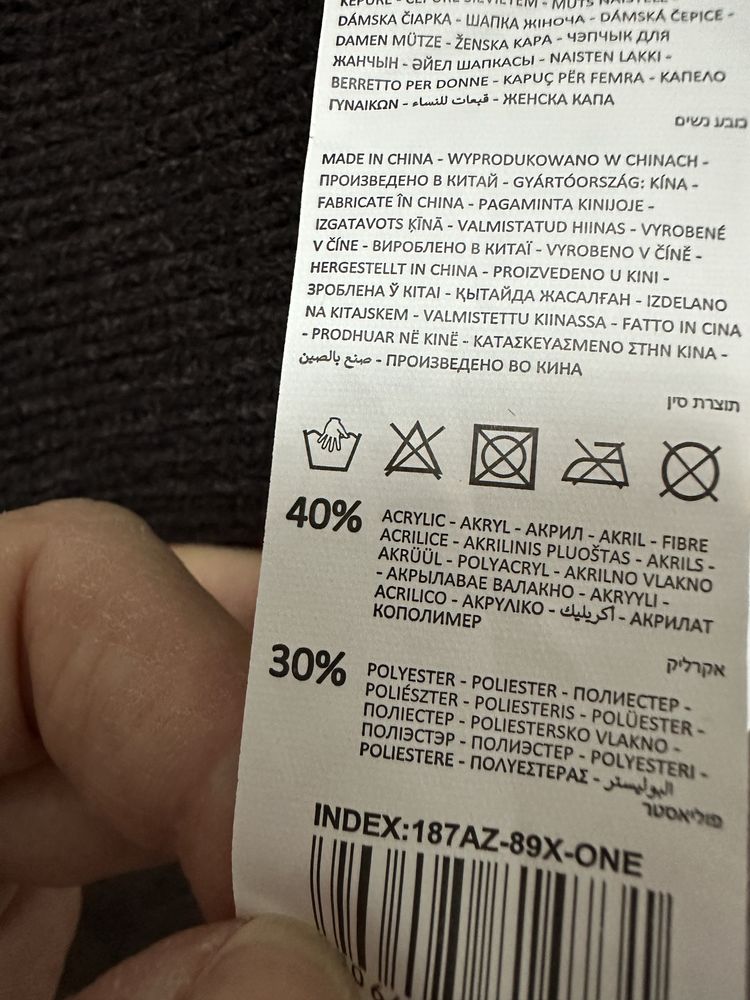 DÁMSKA ČIAPKA - ШАПКА ЖІНОЧА - DÁMSKÁ ČEPICE -
DAMEN MÜTZE - ŽENSKA KAPA - ЧЭПЧЫК ДЛЯ
ЖАНЧЫН - ӘЙЕЛ ШАПКАСЫ - NAISTEN LAKKI -
BERRETTO PER DONNE - KAPUÇ PËR FEMRA - ΚΑΠΕΛΟ
ΓΥΝΑΙΚΩΝ - قبعات للنساء - ЖЕНСКА КАПА
כובע נשים
MADE IN CHINA - WYPRODUKOWANO W CHINACH -
ПРОИЗВЕДЕНО В КИТАЙ - GYÁRTÓORSZÁG: KÍNA -
FABRICATE ÎN CHINA - PAGAMINTA KINIJOJE -
IZGATAVOTS ĶĪNĀ - VALMISTATUD HIINAS - VYROBENÉ
V ČÍNE - ВИРОБЛЕНО В КИТАЇ - VYROBENO V ČÍNĚ -
HERGESTELLT IN CHINA - PROIZVEDENO U KINI -
ЗРОБЛЕНА Ў КІТАІ - ҚЫТАЙДА ЖАСАЛҒАН - IZDELANO
NA KITAJSKEM - VALMISTETTU KIINASSA - FATTO IN CINA
- PRODHUAR NË KINË - ΚΑΤΑΣΚΕΥΑΣΜΕΝΟ ΣΤΗΝ ΚΙΝΑ -
صنع بالصين - ПРОИЗВЕДЕНО ВО КИНА
תוצרת סין
40% ACRYLIC - AKRYL - АКРИЛ - AKRIL - FIBRE
ACRILICE - AKRILINIS PLUOŠTAS - AKRILS -
AKRÜÜL - POLYACRYL - AKRILNO VLAKNO
- АКРЫЛАВАЕ ВАЛАКНО - AKRYYLI -
ACRILICO - ΑΚΡΥΛΙΚΟ - أكريليك - АКРИЛАТ
КОПОЛИМЕР
אקרליק
30% POLYESTER - POLIESTER - ПОЛИЕСТЕР -
POLIÉSZTER - POLIESTERIS - POLÜESTER -
ПОЛІЕСТЕР - POLIESTERSKO VLAKNO -
ПОЛІЭСТЭР - ПОЛИЭСТЕР - POLYESTERI -
POLIESTERE - ΠΟΛΥΕΣΤΕΡΑΣ - البوليستر
פוליאסטר
INDEX:187AZ-89X-ONE